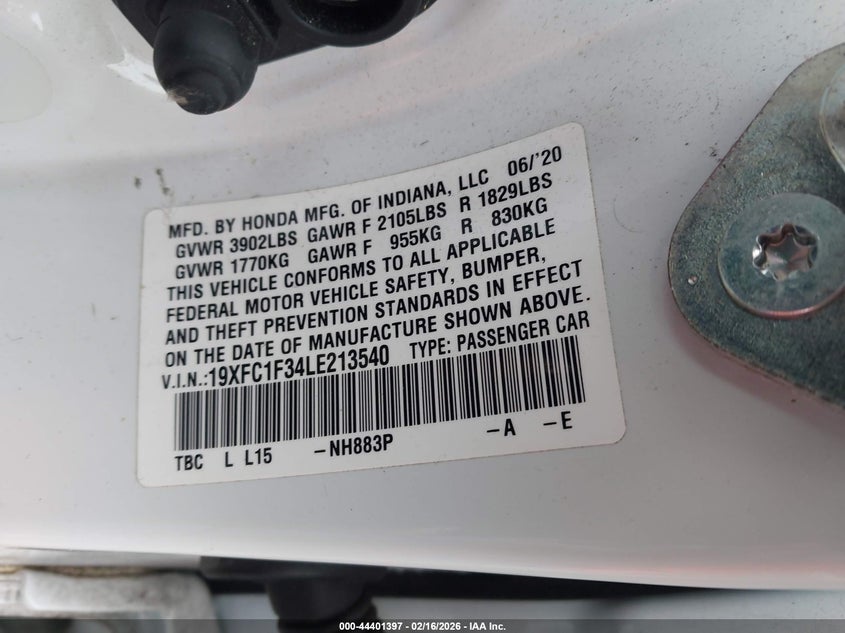 MFD. BY HONDA MFG. OF INDIANA, LLC 06/'20
GVWR 3902LBS GAWR F 2105LBS R 1829LBS
GVWR 1770KG GAWR F 955KG R 830KG
THIS VEHICLE CONFORMS TO ALL APPLICABLE
FEDERAL MOTOR VEHICLE SAFETY, BUMPER,
AND THEFT PREVENTION STANDARDS IN EFFECT
ON THE DATE OF MANUFACTURE SHOWN ABOVE.
V.I.N.:19XFC1F34LE213540 TYPE: PASSENGER CAR
TBC L L15 -NH883P -A -E
000-44401397 - 02/16/2026 - IAA Inc.